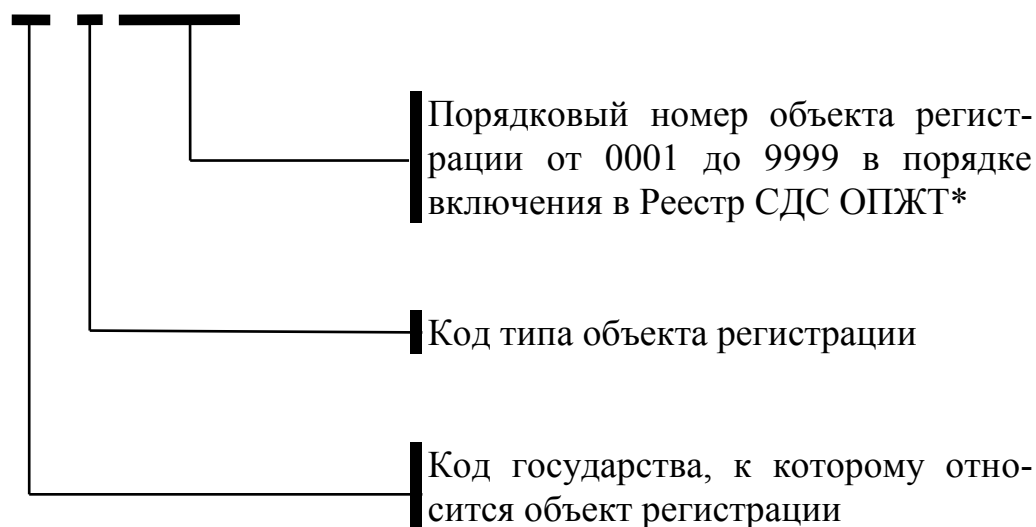 Порядковый номер объекта регист-
рации от 0001 до 9999 в порядке
включения в Реестр СДС ОПЖТ*
Код типа объекта регистрации
Код государства, к которому отно-
сится объект регистрации